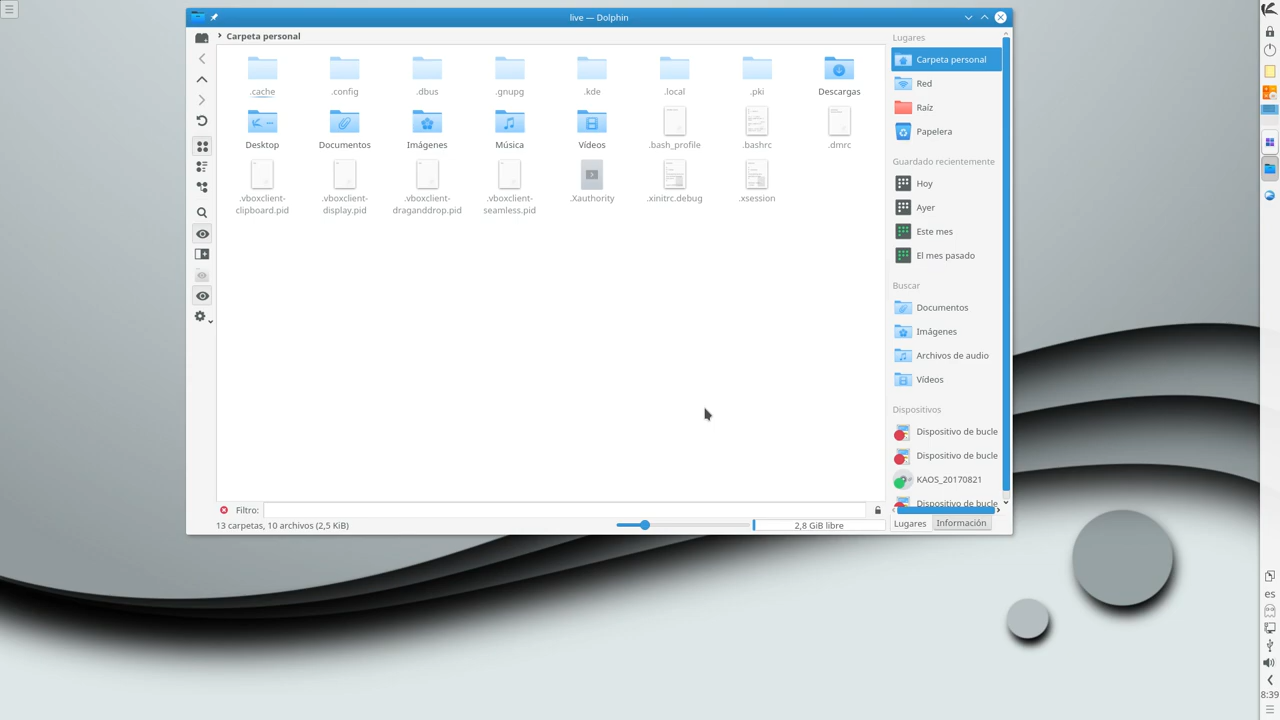 live — Dolphin
Carpeta personal
.cache
.config
.dbus
.gnupg
.kde
.local
.pki
Descargas
Desktop
Documentos
Imágenes
Música
Vídeos
.bash_profile
.bashrc
.dmrc
.vboxclient-
clipboard.pid
.vboxclient-
display.pid
.vboxclient-
draganddrop.pid
.vboxclient-
seamless.pid
.Xauthority
.xinitrc.debug
.xsession
Filtro:
13 carpetas, 10 archivos (2,5 KiB)
2,8 GiB libre
Lugares
Carpeta personal
Red
Raíz
Papelera
Guardado recientemente
Hoy
Ayer
Este mes
El mes pasado
Buscar
Documentos
Imágenes
Archivos de audio
Vídeos
Dispositivos
Dispositivo de bucle
Dispositivo de bucle
KAOS_20170821
Dispositivo de bucle
Lugares
Información
es
8:39